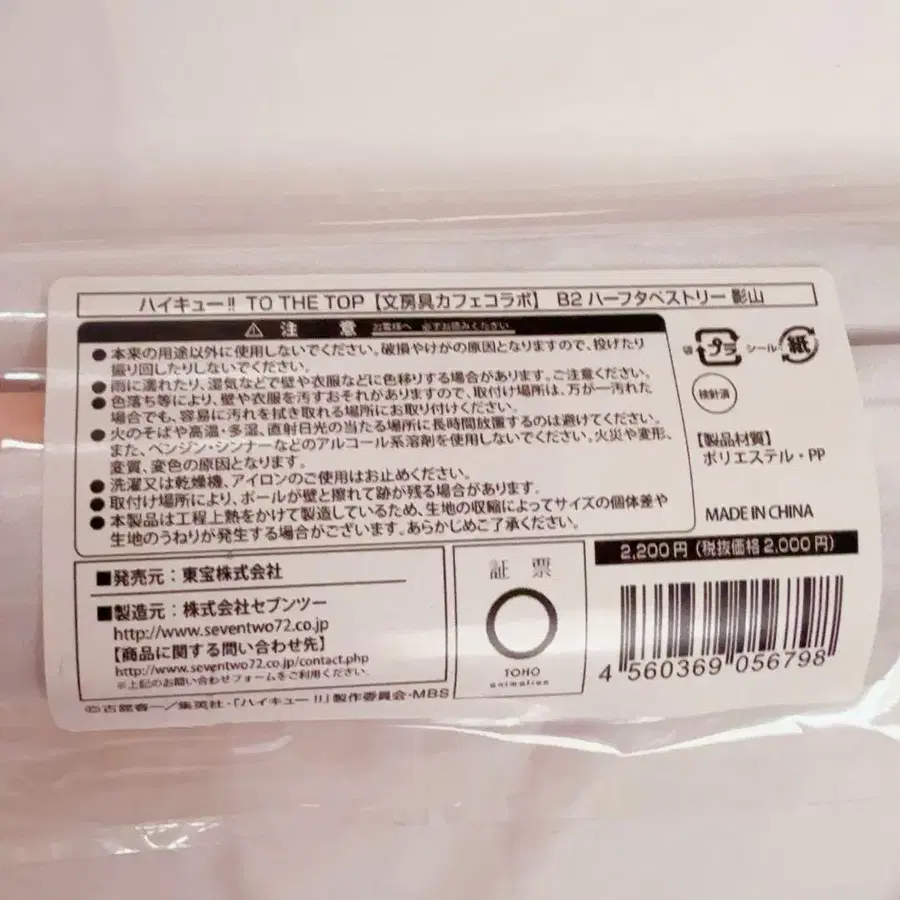 ハイキュー!! TO THE TOP【文房具カフェコラボ】 B2 ハーフタペストリー 影山
注 意 お客様へ 必ずお読みください
●本来の用途以外に使用しないでください。破損やけがの原因となりますので、投げたり
振り回したりしないでください。
●雨に濡れたり、湿気などで壁や衣服などに色移りする場合があります。ご注意ください。
●色落ち等により、壁や衣服を汚すおそれがありますので、取付け場所は、万が一汚れた
場合でも、容易に汚れを拭き取れる場所にお取り付けください。
●火のそばや高温・多湿、直射日光の当たる場所に長時間放置するのは避けてください。
また、ベンジン・シンナーなどのアルコール系溶剤を使用しないでください。火災や変形、
変質、変色の原因となります。
●洗濯又は乾燥機、アイロンのご使用はお止めください。
●取付け場所により、ポールが壁と擦れて跡が残る場合があります。
●本製品は工程上熱をかけて製造しているため、生地の収縮によってサイズの個体差や
生地のうねりが発生する場合がございます。あらかじめご了承ください。
袋 プラ シール 紙
検針済
【製品材質】
ポリエステル・PP
MADE IN CHINA
2,200円(税抜価格2,000円)
4 560369 056798
■発売元:東宝株式会社
■製造元:株式会社セブンツー
http://www.seventwo72.co.jp
【商品に関する問い合わせ先】
http://www.seventwo72.co.jp/contact.php
※上記のお問い合わせフォームをご利用ください。
証 票
TOHO
animation
©古舘春一/集英社・「ハイキュー!!」製作委員会・MBS